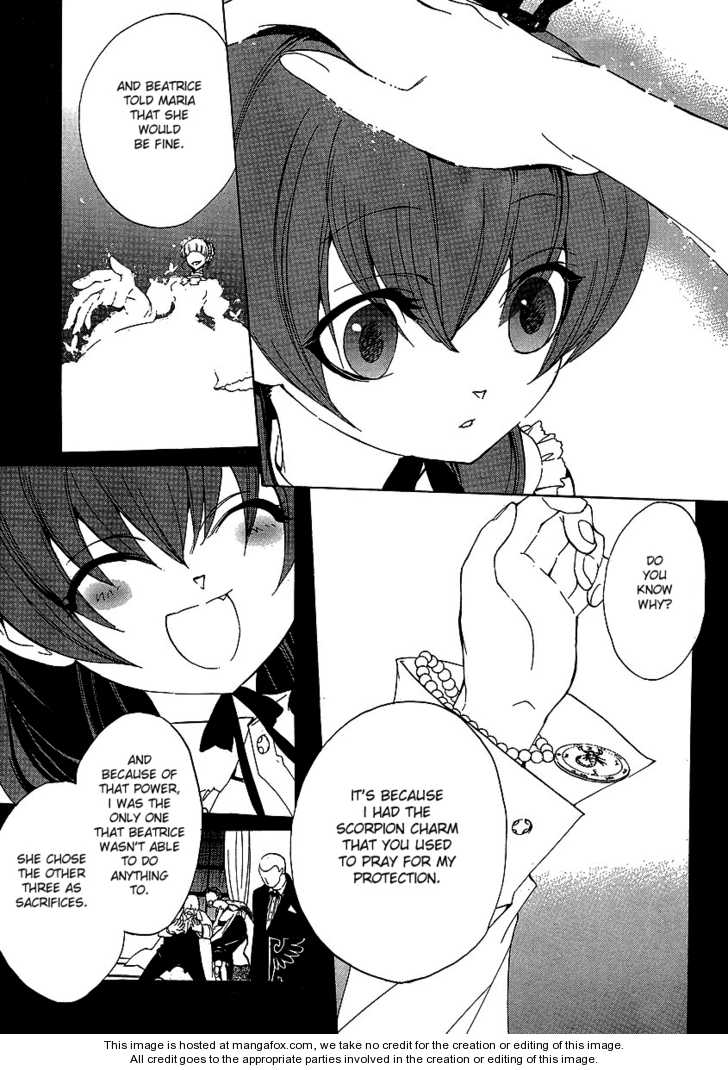 AND BEATRICE
TOLD MARIA
THAT SHE
WOULD
BE FINE.
DO
YOU
KNOW
WHY?
IT'S BECAUSE
I HAD THE
SCORPION CHARM
THAT YOU USED
TO PRAY FOR MY
PROTECTION.
AND
BECAUSE OF
THAT POWER,
I WAS THE
ONLY ONE
THAT BEATRICE
WASN'T ABLE
TO DO
ANYTHING
TO.
SHE CHOSE
THE OTHER
THREE AS
SACRIFICES.
This image is hosted at mangafox.com, we take no credit for the creation or editing of this image.
All credit goes to the appropriate parties involved in the creation or editing of this image.